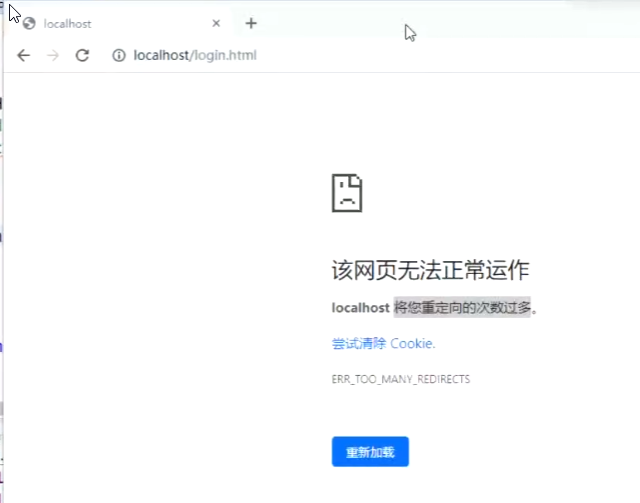 localhost
localhost/login.html
该网页无法正常运作
localhost 将您重定向的次数过多。
尝试清除 Cookie.
ERR_TOO_MANY_REDIRECTS
重新加载